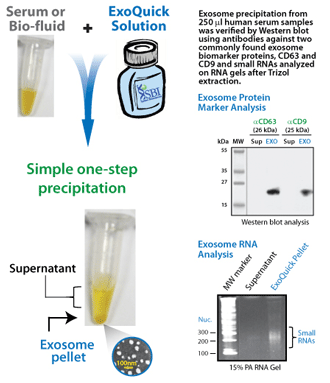 Serum or
Bio-fluid
+
ExoQuick
Solution
SBI
Simple one-step
precipitation
Supernatant
Exosome
pellet
100nm
Exosome precipitation from
250 µl human serum samples
was verified by Western blot
using antibodies against two
commonly found exosome
biomarker proteins, CD63 and
CD9 and small RNAs analyzed
on RNA gels after Trizol
extraction.
Exosome Protein
Marker Analysis
αCD63 αCD9
(26 kDa) (25 kDa)
kDa MW Sup EXO Sup EXO
55
35
27
15
Western blot analysis
Exosome RNA
Analysis
MW marker
Supernatant
ExoQuick Pellet
Nuc.
300
200
100
Small
RNAs
15% PA RNA Gel